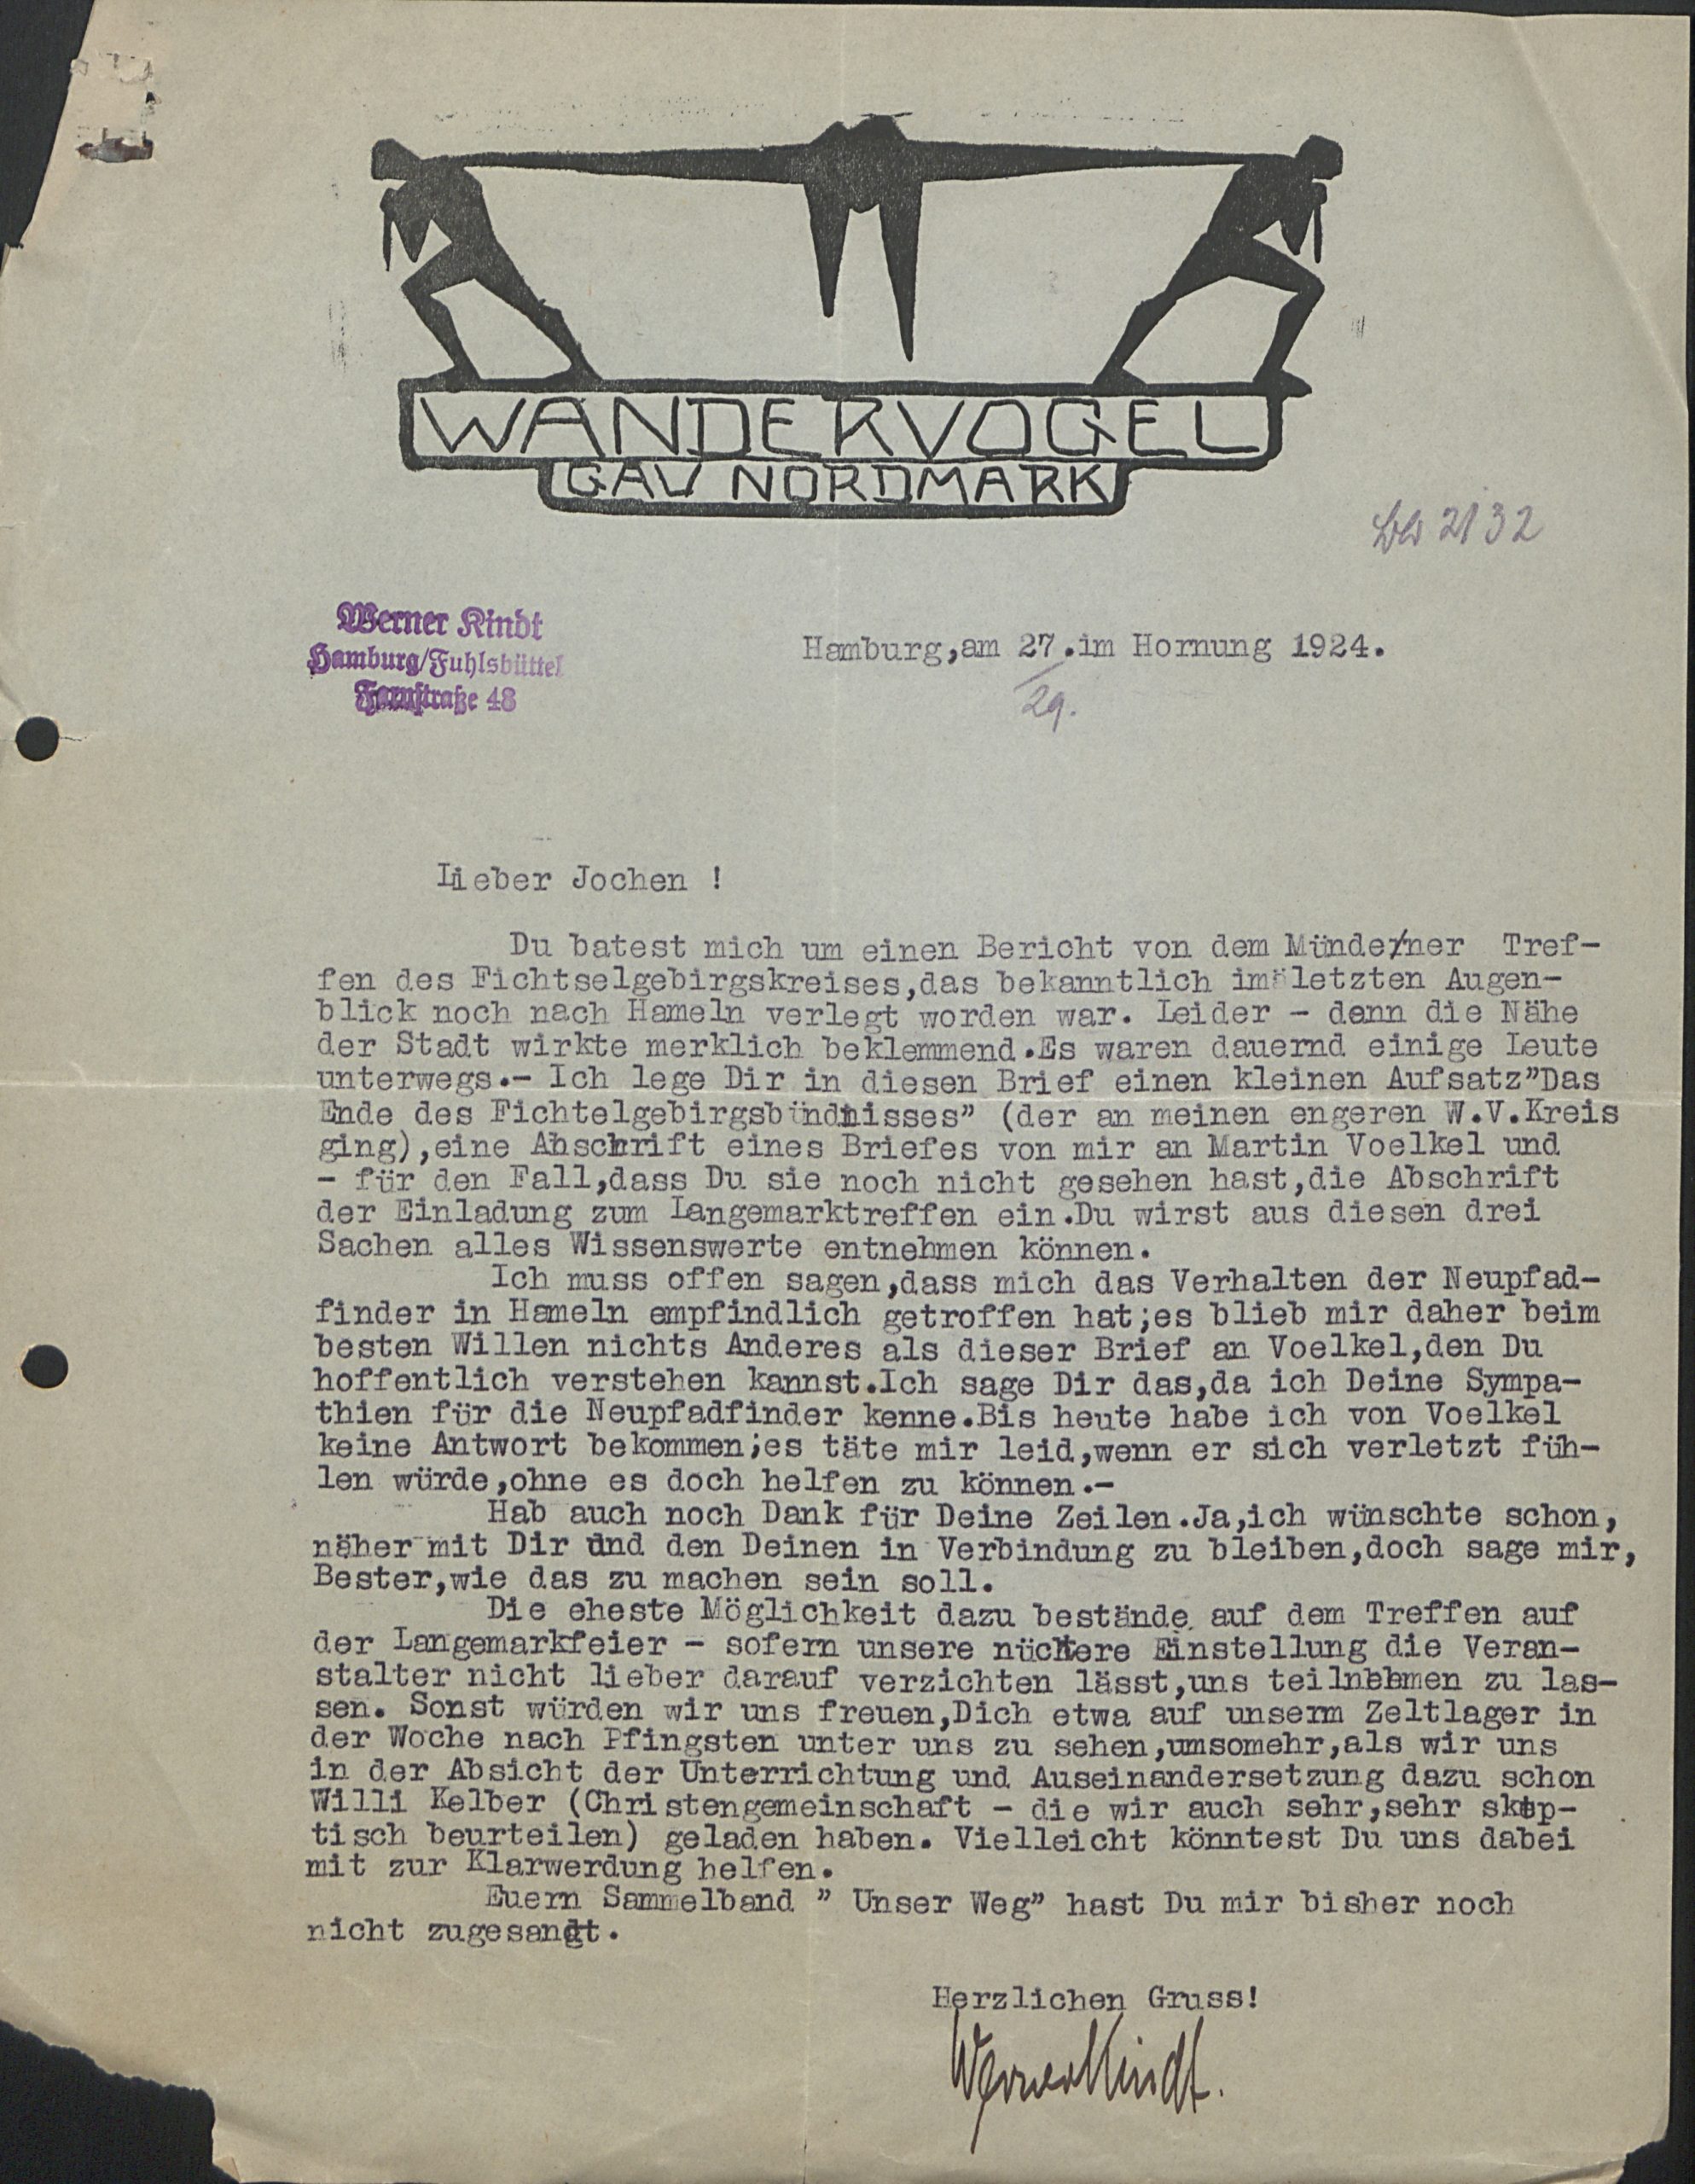 WANDERVOGEL
GAU NORDMARK
Werner Kindt
Hamburg/Fuhlsbüttel
Farnstraße 48
Hamburg,am 27.im Hornung 1924.
29.
Lieber Jochen !
Du batest mich um einen Bericht von dem Mündener Tref-
fen des Fichtselgebirgskreises,das bekanntlich im letzten Augen-
blick noch nach Hameln verlegt worden war. Leider - denn die Nähe
der Stadt wirkte merklich beklemmend.Es waren dauernd einige Leute
unterwegs.- Ich lege Dir in diesen Brief einen kleinen Aufsatz"Das
Ende des Fichtelgebirgsbündnisses" (der an meinen engeren W.V.Kreis
ging),eine Abschrift eines Briefes von mir an Martin Voelkel und
- für den Fall,dass Du sie noch nicht gesehen hast,die Abschrift
der Einladung zum Langemarktreffen ein.Du wirst aus diesen drei
Sachen alles Wissenswerte entnehmen können.
Ich muss offen sagen,dass mich das Verhalten der Neupfad-
finder in Hameln empfindlich getroffen hat;es blieb mir daher beim
besten Willen nichts Anderes als dieser Brief an Voelkel,den Du
hoffentlich verstehen kannst.Ich sage Dir das,da ich Deine Sympa-
thien für die Neupfadfinder kenne.Bis heute habe ich von Voelkel
keine Antwort bekommen;es täte mir leid,wenn er sich verletzt füh-
len würde,ohne es doch helfen zu können.-
Hab auch noch Dank für Deine Zeilen.Ja,ich wünschte schon,
näher mit Dir und den Deinen in Verbindung zu bleiben,doch sage mir,
Bester,wie das zu machen sein soll.
Die eheste Möglichkeit dazu bestände auf dem Treffen auf
der Langemarkfeier - sofern unsere nüchtere Einstellung die Veran-
stalter nicht lieber darauf verzichten lässt,uns teilnehmen zu las-
sen. Sonst würden wir uns freuen,Dich etwa auf unserm Zeltlager in
der Woche nach Pfingsten unter uns zu sehen,umsomehr,als wir uns
in der Absicht der Unterrichtung und Auseinandersetzung dazu schon
Willi Kelber (Christengemeinschaft - die wir auch sehr,sehr skep-
tisch beurteilen) geladen haben. Vielleicht könntest Du uns dabei
mit zur Klarwerdung helfen.
Euern Sammelband " Unser Weg" hast Du mir bisher noch
nicht zugesandt.
Herzlichen Gruss!
Werner Kindt.